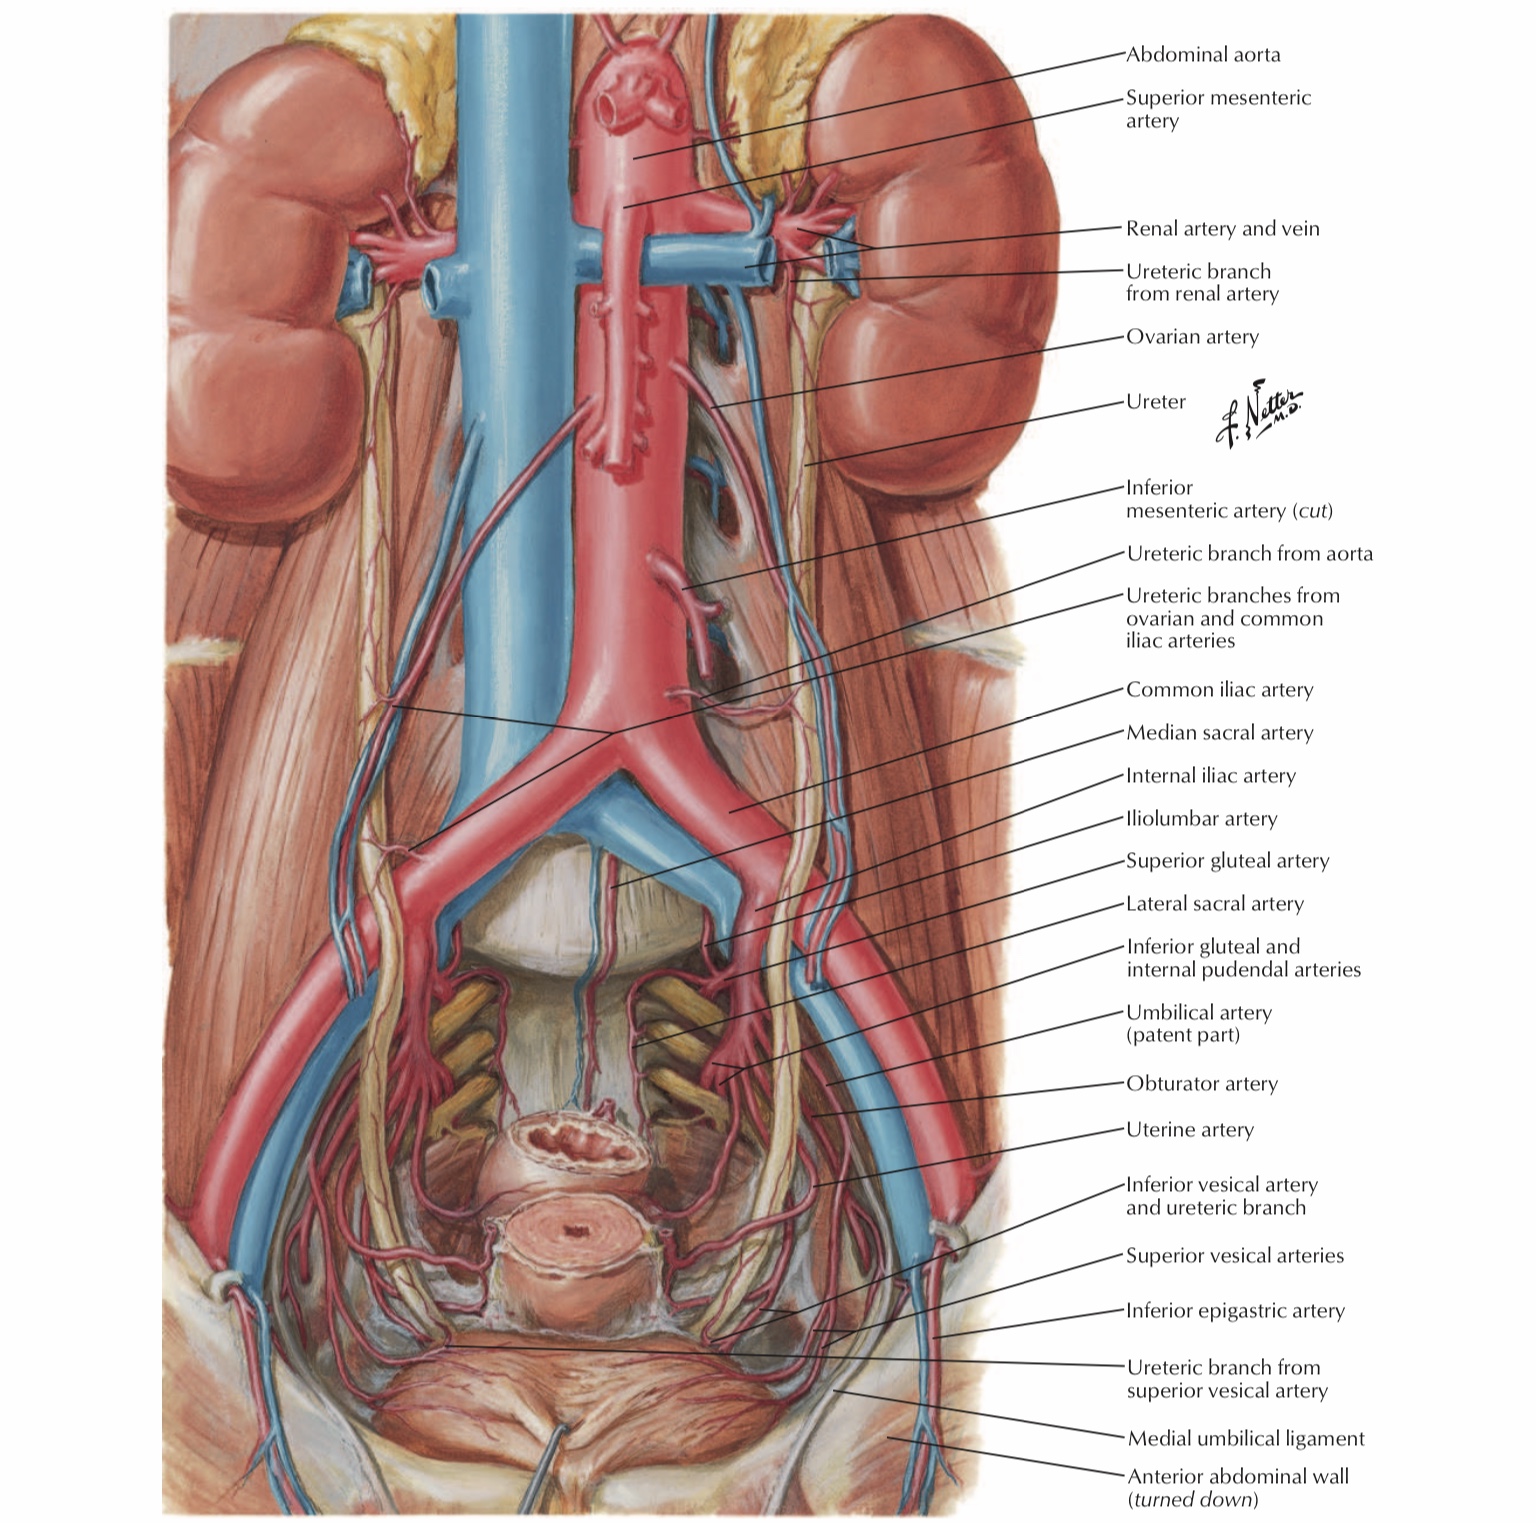 Abdominal aorta
Superior mesenteric
artery
Renal artery and vein
Ureteric branch
from renal artery
Ovarian artery
Ureter
F. Netter
M.D.
Inferior
mesenteric artery (cut)
Ureteric branch from aorta
Ureteric branches from
ovarian and common
iliac arteries
Common iliac artery
Median sacral artery
Internal iliac artery
Iliolumbar artery
Superior gluteal artery
Lateral sacral artery
Inferior gluteal and
internal pudendal arteries
Umbilical artery
(patent part)
Obturator artery
Uterine artery
Inferior vesical artery
and ureteric branch
Superior vesical arteries
Inferior epigastric artery
Ureteric branch from
superior vesical artery
Medial umbilical ligament
Anterior abdominal wall
(turned down)